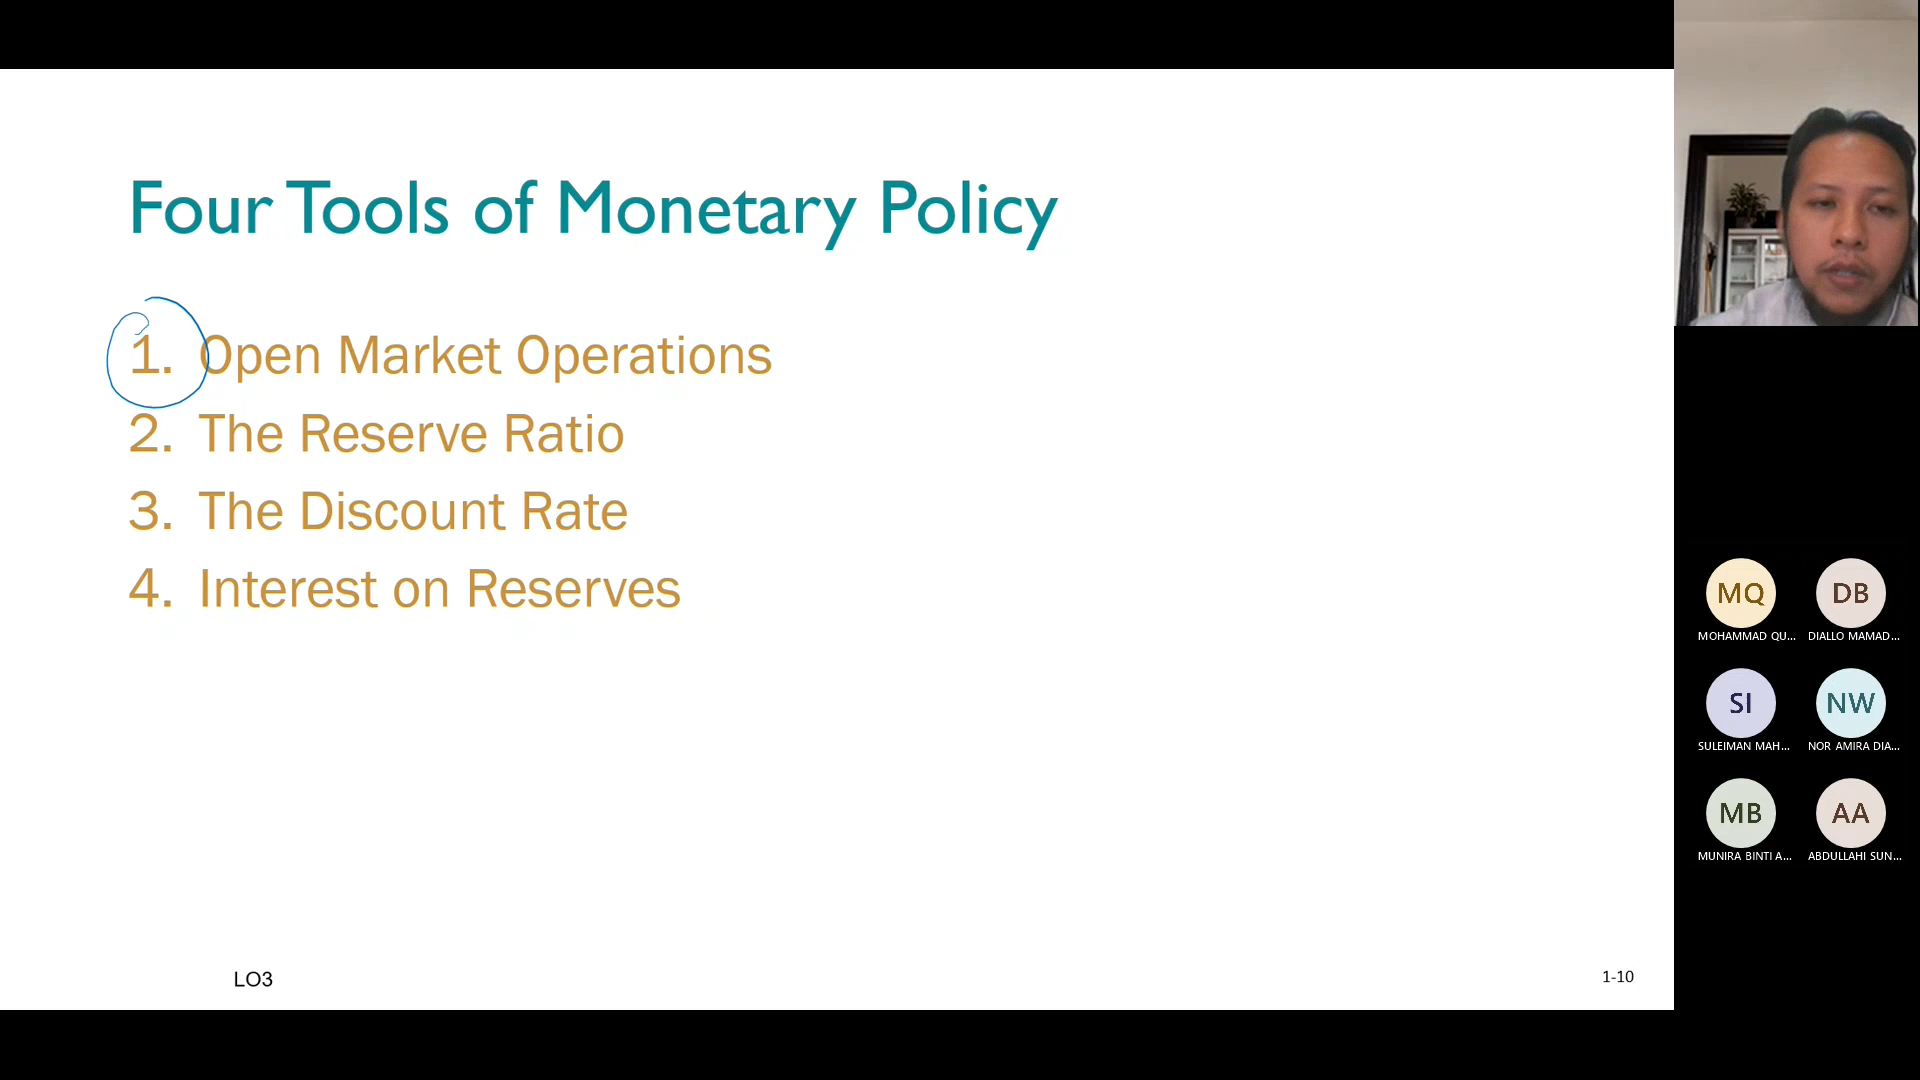 Four Tools of Monetary Policy
1. Open Market Operations
2. The Reserve Ratio
3. The Discount Rate
4. Interest on Reserves
LO3
1-10
MQ
MOHAMMAD QU...
DB
DIALLO MAMAD...
SI
SULEIMAN MAH...
NW
NOR AMIRA DIA...
MB
MUNIRA BINTI A...
AA
ABDULLAHI SUN...